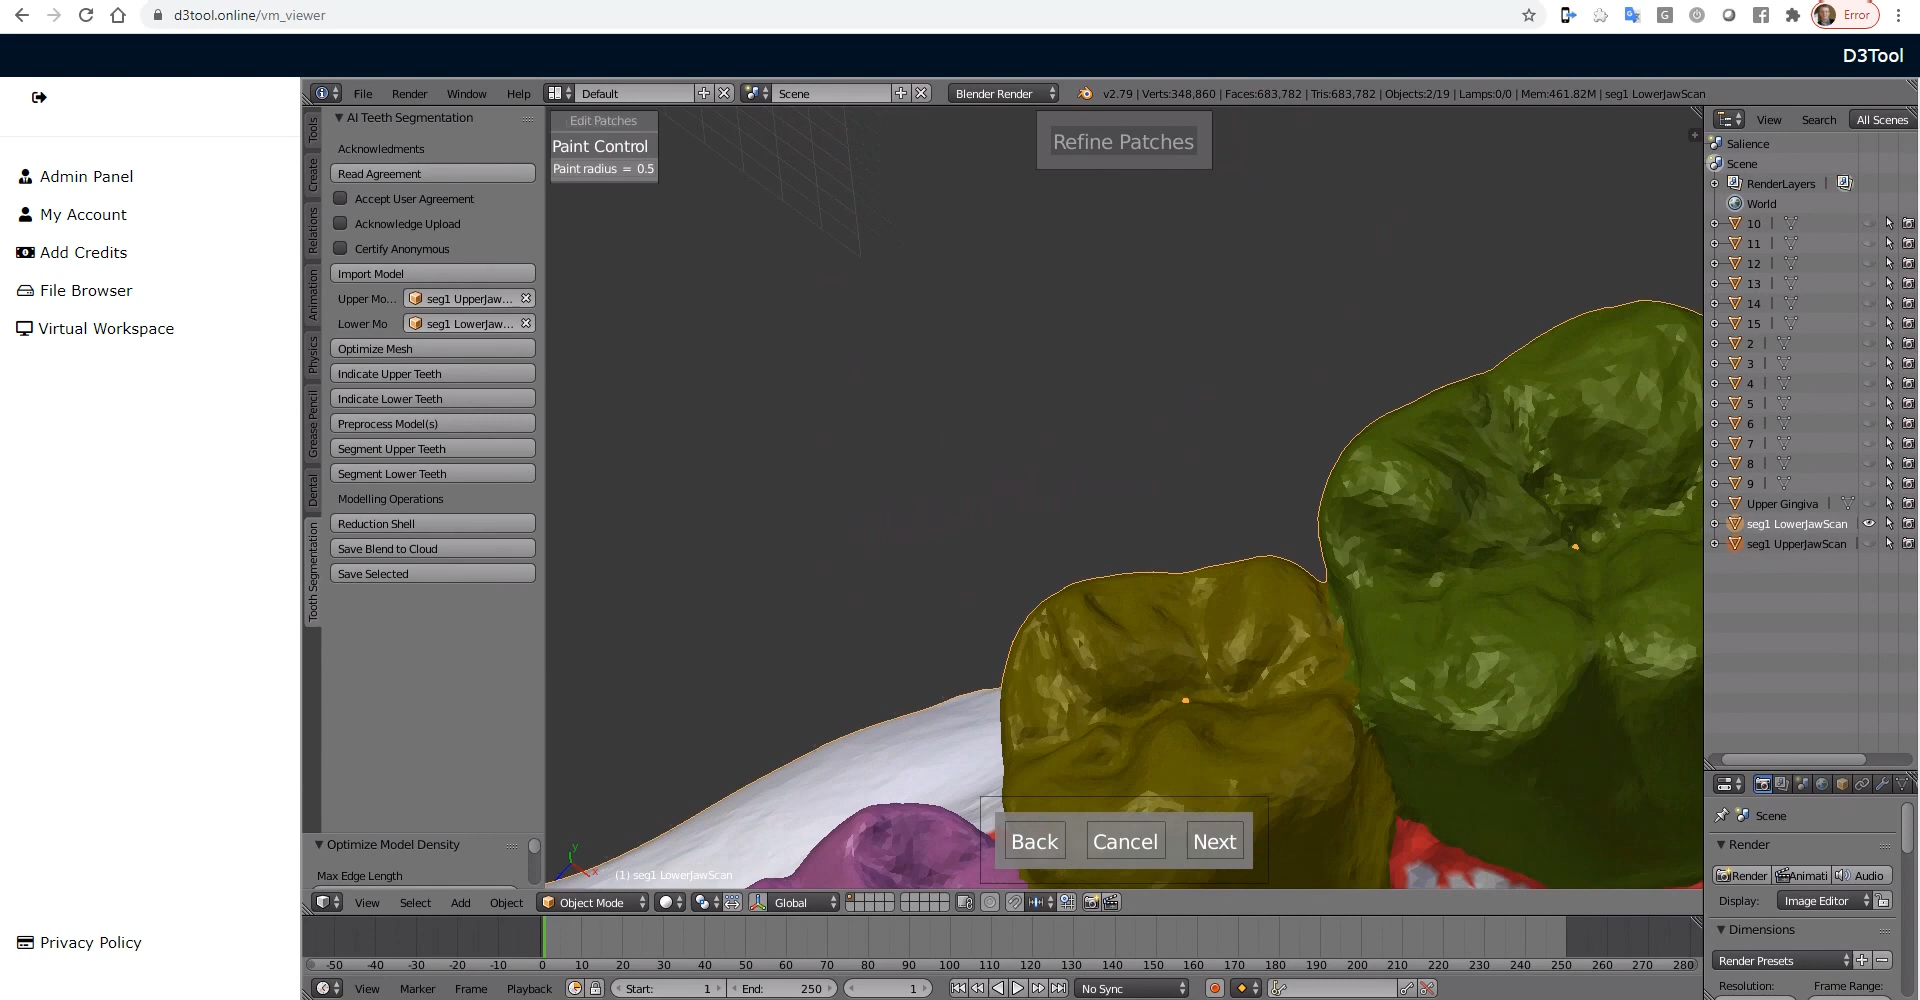 d3tool.online/vm_viewer
Error
D3Tool
Admin Panel
My Account
Add Credits
File Browser
Virtual Workspace
Privacy Policy
File Render Window Help Default Scene Blender Render v2.79 | Verts:348,860 | Faces:683,782 | Tris:683,782 | Objects:2/19 | Lamps:0/0 | Mem:461.82M | seg1 LowerJawScan
Tools
Create
Relations
Animation
Physics
Grease Pencil
Dental
Tooth Segmentation
AI Teeth Segmentation
Acknowledments
Read Agreement
Accept User Agreement
Acknowledge Upload
Certify Anonymous
Import Model
Upper Mo... seg1 UpperJaw...
Lower Mo seg1 LowerJaw...
Optimize Mesh
Indicate Upper Teeth
Indicate Lower Teeth
Preprocess Model(s)
Segment Upper Teeth
Segment Lower Teeth
Modelling Operations
Reduction Shell
Save Blend to Cloud
Save Selected
Optimize Model Density
Max Edge Length
Edit Patches
Paint Control
Paint radius = 0.5
Refine Patches
Back Cancel Next
y
x
(1) seg1 LowerJawScan
View Search All Scenes
Salience
Scene
RenderLayers |
World
10 |
11 |
12 |
13 |
14 |
15 |
2 |
3 |
4 |
5 |
6 |
7 |
8 |
9 |
Upper Gingiva |
seg1 LowerJawScan
seg1 UpperJawScan
Scene
Render
Render Animati Audio
Display: Image Editor
Dimensions
Render Presets
Resolution: Frame Range:
View Select Add Object Object Mode Global
-50 -40 -30 -20 -10 0 10 20 30 40 50 60 70 80 90 100 110 120 130 140 150 160 170 180 190 200 210 220 230 240 250 260 270 280
View Marker Frame Playback Start: 1 End: 250 1 No Sync